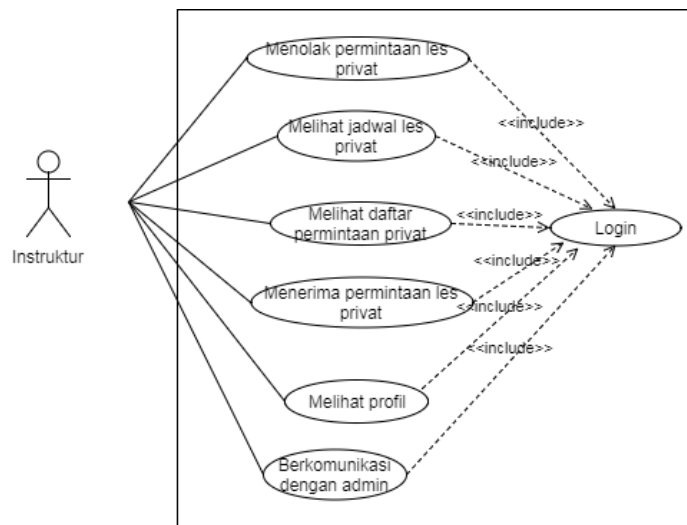 Menolak permintaan les
privat
<<include>>
Melihat jadwal les
privat
<<include>>
Instruktur
Melihat daftar
permintaan privat
<<include>>
Login
<<include>>
Menerima permintaan les
privat
<<include>>
<<include>>
Melihat profil
Berkomunikasi
dengan admin